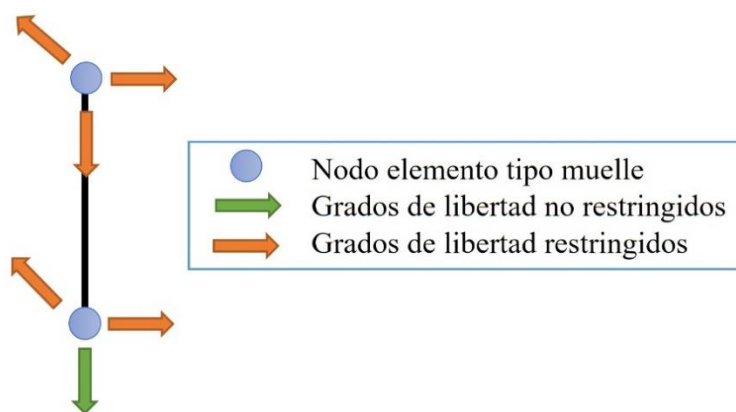 Nodo elemento tipo muelle
Grados de libertad no restringidos
Grados de libertad restringidos